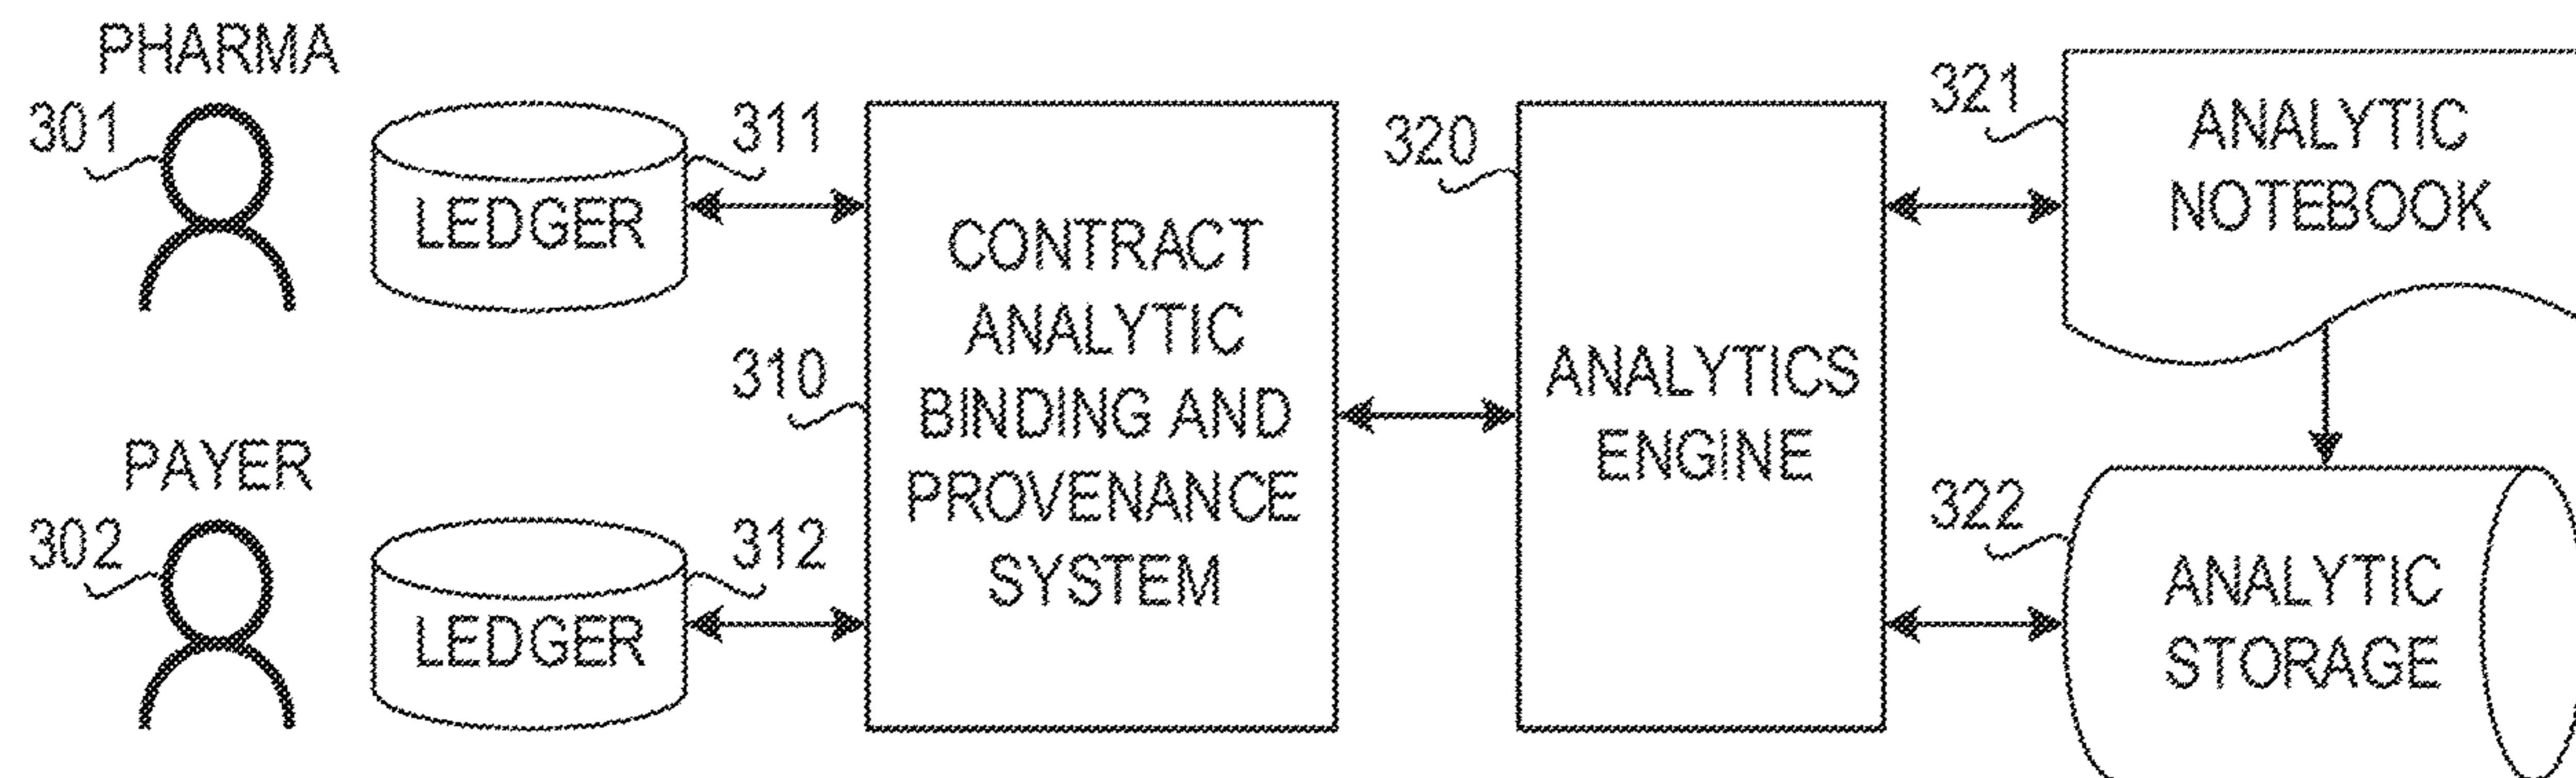 PHARMA
301
LEDGER
311
PAYER
302
LEDGER
312
310
CONTRACT
ANALYTIC
BINDING AND
PROVENANCE
SYSTEM
320
ANALYTICS
ENGINE
321
ANALYTIC
NOTEBOOK
322
ANALYTIC
STORAGE